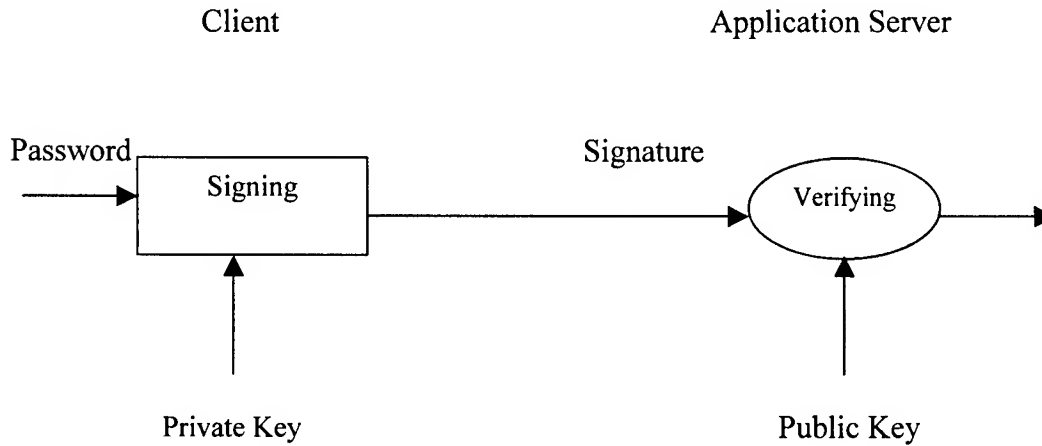 Client
Application Server
Password
Signing
Signature
Verifying
Private Key
Public Key